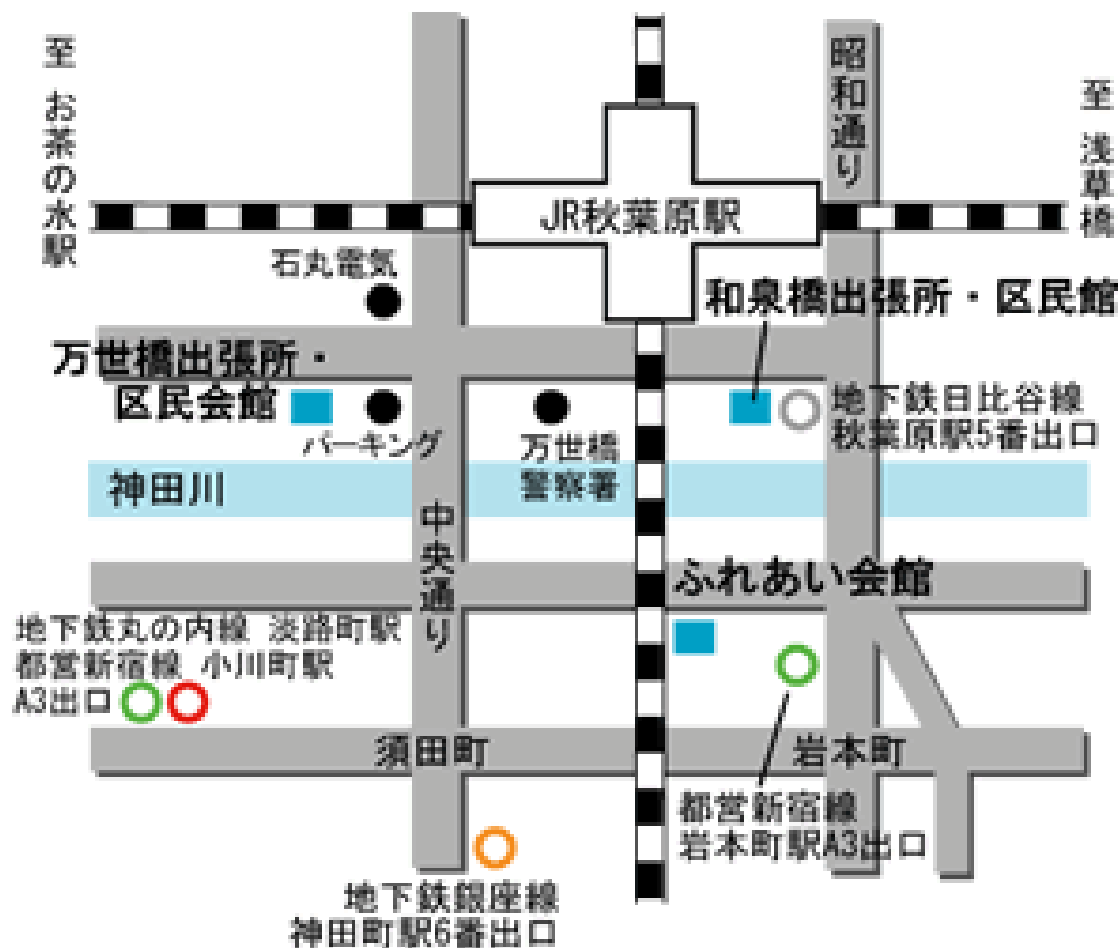 至 お茶の水駅
昭和通り
至 浅草橋
JR秋葉原駅
石丸電気
和泉橋出張所・区民館
万世橋出張所・
区民会館
パーキング
万世橋
警察署
地下鉄日比谷線
秋葉原駅5番出口
神田川
中央通り
ふれあい会館
地下鉄丸の内線 淡路町駅
都営新宿線 小川町駅
A3出口
須田町
岩本町
都営新宿線
岩本町駅A3出口
地下鉄銀座線
神田町駅6番出口